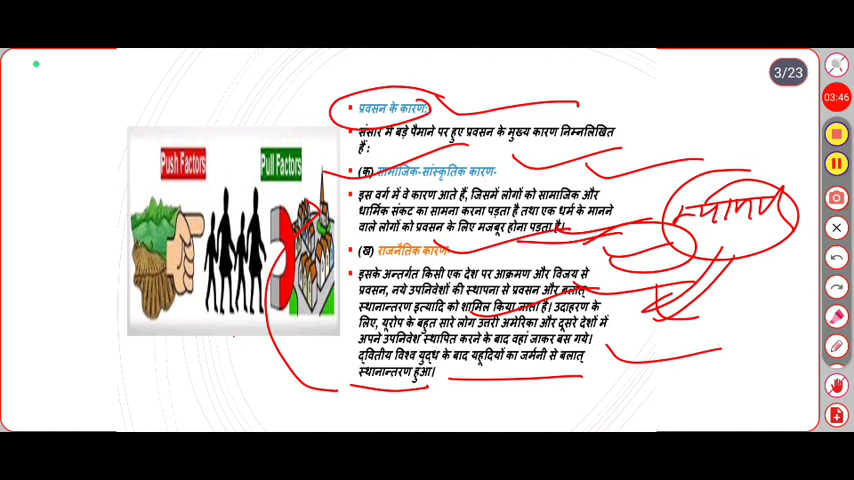 3/23
03:46
Push Factors
Pull Factors
प्रवसन के कारण:
संसार में बड़े पैमाने पर हुए प्रवसन के मुख्य कारण निम्नलिखित
हैं :
(क) सामाजिक-सांस्कृतिक कारण-
इस वर्ग में वे कारण आते हैं, जिसमें लोगों को सामाजिक और
धार्मिक संकट का सामना करना पड़ता है तथा एक धर्म के मानने
वाले लोगों को प्रवसन के लिए मजबूर होना पड़ता है।
(ख) राजनैतिक कारण-
इसके अन्तर्गत किसी एक देश पर आक्रमण और विजय से
प्रवसन, नये उपनिवेशों की स्थापना से प्रवसन और बलात्
स्थानान्तरण इत्यादि को शामिल किया जाता है। उदाहरण के
लिए, यूरोप के बहुत सारे लोग उत्तरी अमेरिका और दूसरे देशों में
अपने उपनिवेश स्थापित करने के बाद वहां जाकर बस गये।
द्वितीय विश्व युद्ध के बाद यहूदियों का जर्मनी से बलात्
स्थानान्तरण हुआ।